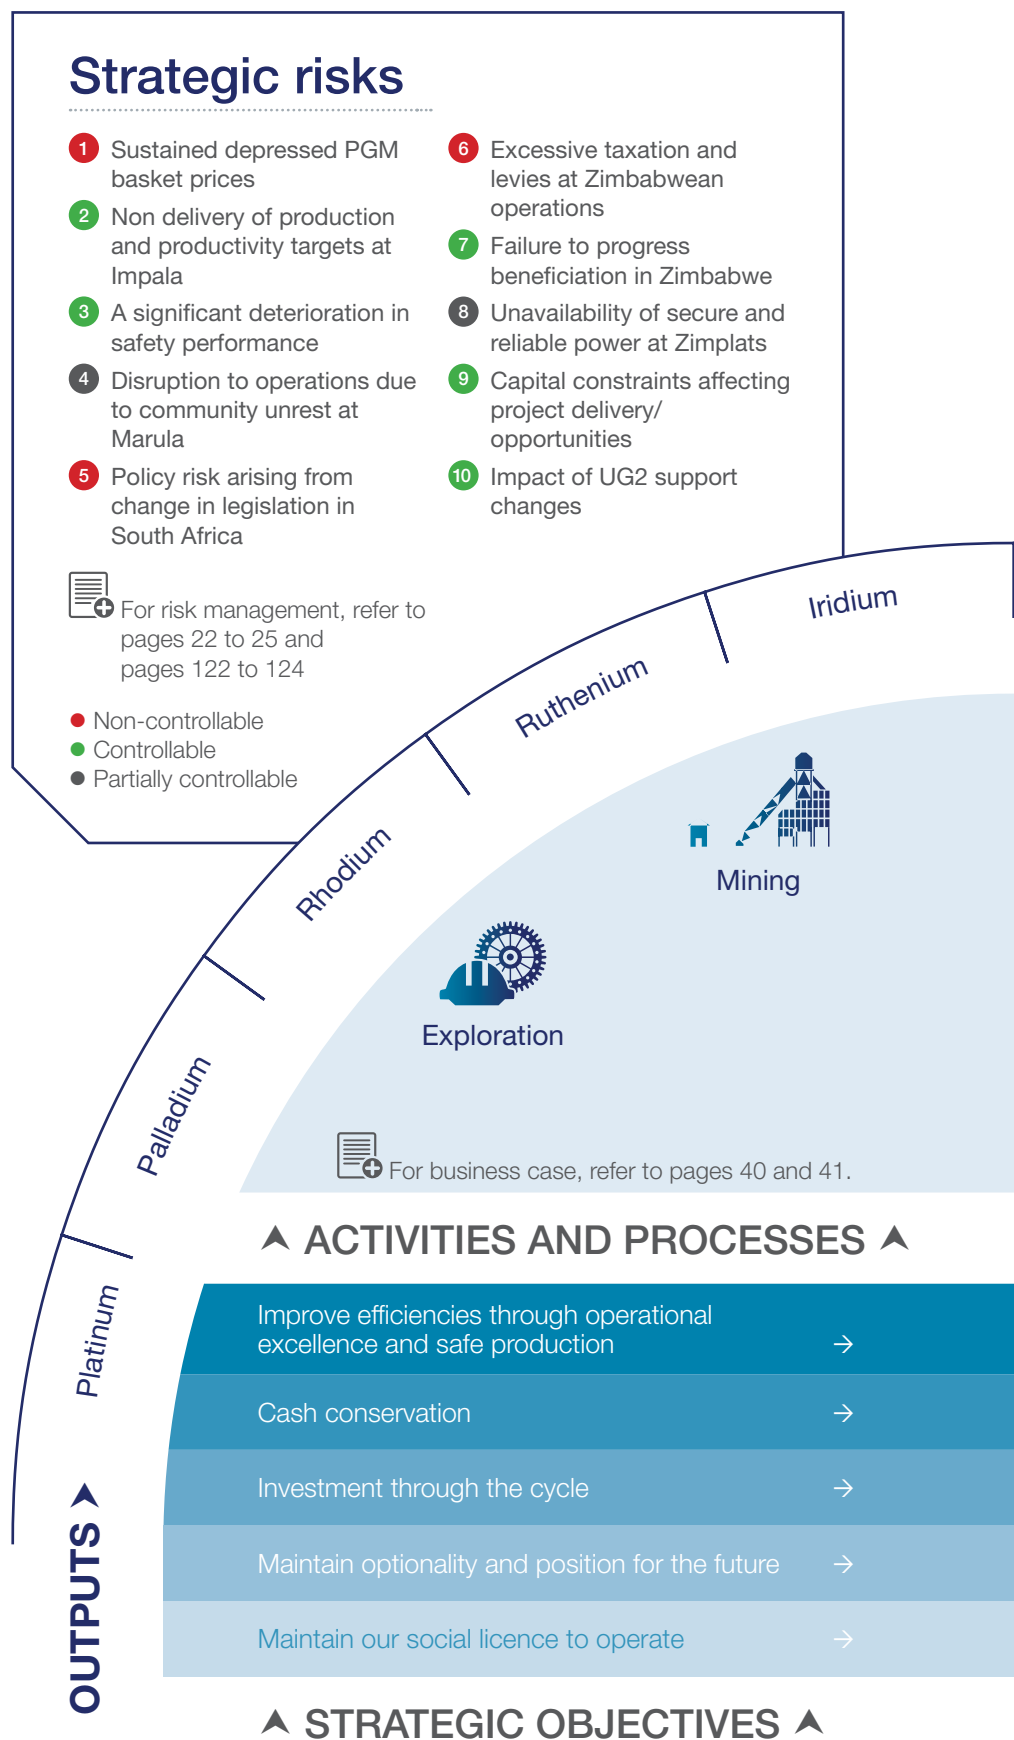 Strategic risks
1 Sustained depressed PGM
basket prices
2 Non delivery of production
and productivity targets at
Impala
3 A significant deterioration in
safety performance
4 Disruption to operations due
to community unrest at
Marula
5 Policy risk arising from
change in legislation in
South Africa
6 Excessive taxation and
levies at Zimbabwean
operations
7 Failure to progress
beneficiation in Zimbabwe
8 Unavailability of secure and
reliable power at Zimplats
9 Capital constraints affecting
project delivery/
opportunities
10 Impact of UG2 support
changes
For risk management, refer to
pages 22 to 25 and
pages 122 to 124
Non-controllable
Controllable
Partially controllable
Iridium
Ruthenium
Rhodium
Palladium
Platinum
Mining
Exploration
For business case, refer to pages 40 and 41.
ACTIVITIES AND PROCESSES
Improve efficiencies through operational
excellence and safe production
Cash conservation
Investment through the cycle
Maintain optionality and position for the future
Maintain our social licence to operate
OUTPUTS
STRATEGIC OBJECTIVES